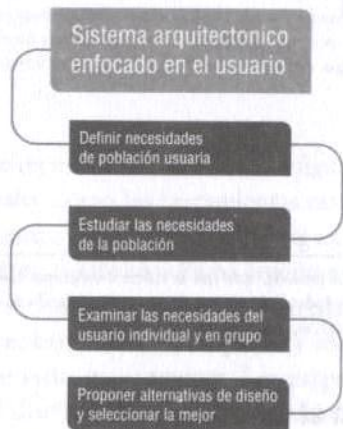 Sistema arquitectonico
enfocado en el usuario
Definir necesidades
de población usuaria
Estudiar las necesidades
de la población
Examinar las necesidades del
usuario individual y en grupo
Proponer alternativas de diseño
y seleccionar la mejor